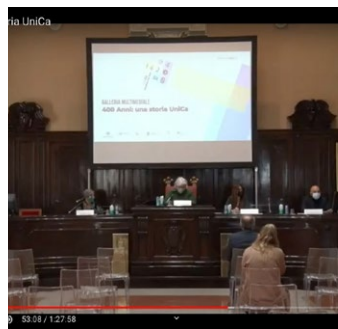 ria UniCa
GALLERIA MULTIMEDIALE
400 Anni: una storia UniCa
53:08 / 1:27:58